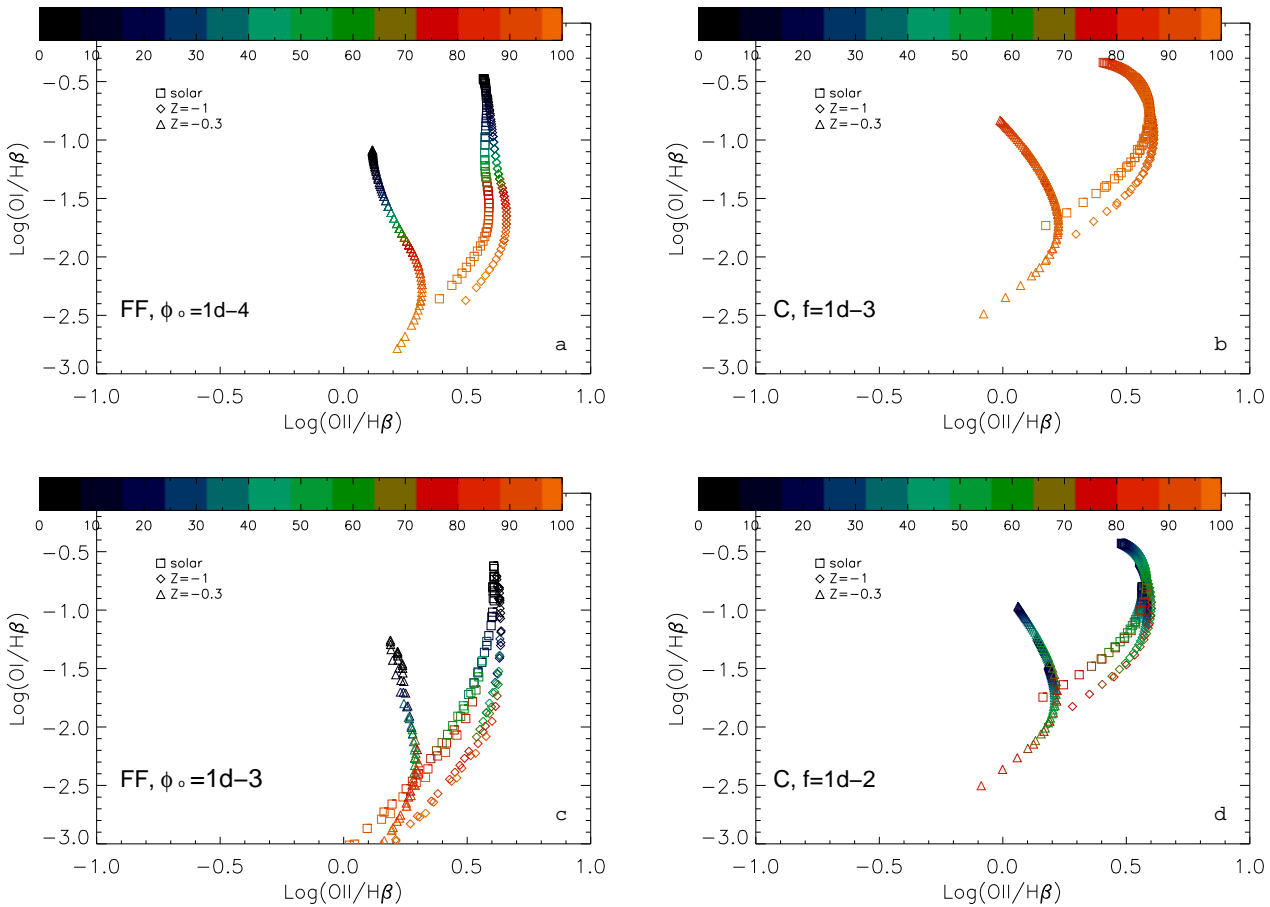 0 10 20 30 40 50 60 70 80 90 100
−0.5
−1.0
−1.5
−2.0
−2.5
−3.0
Log(OI/Hβ)
□ solar
◇ Z=−1
△ Z=−0.3
FF, ϕₒ=1d−4
a
−1.0 −0.5 0.0 0.5 1.0
Log(OII/Hβ)
0 10 20 30 40 50 60 70 80 90 100
−0.5
−1.0
−1.5
−2.0
−2.5
−3.0
Log(OI/Hβ)
□ solar
◇ Z=−1
△ Z=−0.3
C, f=1d−3
b
−1.0 −0.5 0.0 0.5 1.0
Log(OII/Hβ)
0 10 20 30 40 50 60 70 80 90 100
−0.5
−1.0
−1.5
−2.0
−2.5
−3.0
Log(OI/Hβ)
□ solar
◇ Z=−1
△ Z=−0.3
FF, ϕₒ=1d−3
c
−1.0 −0.5 0.0 0.5 1.0
Log(OII/Hβ)
0 10 20 30 40 50 60 70 80 90 100
−0.5
−1.0
−1.5
−2.0
−2.5
−3.0
Log(OI/Hβ)
□ solar
◇ Z=−1
△ Z=−0.3
C, f=1d−2
d
−1.0 −0.5 0.0 0.5 1.0
Log(OII/Hβ)